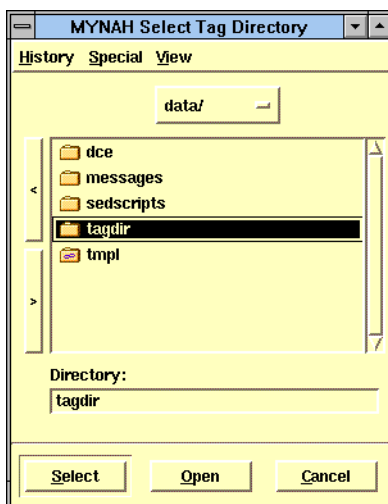 MYNAH Select Tag Directory
History Special View
data/
dce
messages
<
sedscripts
tagdir
tmpl
>
Directory:
tagdir
Select Open Cancel